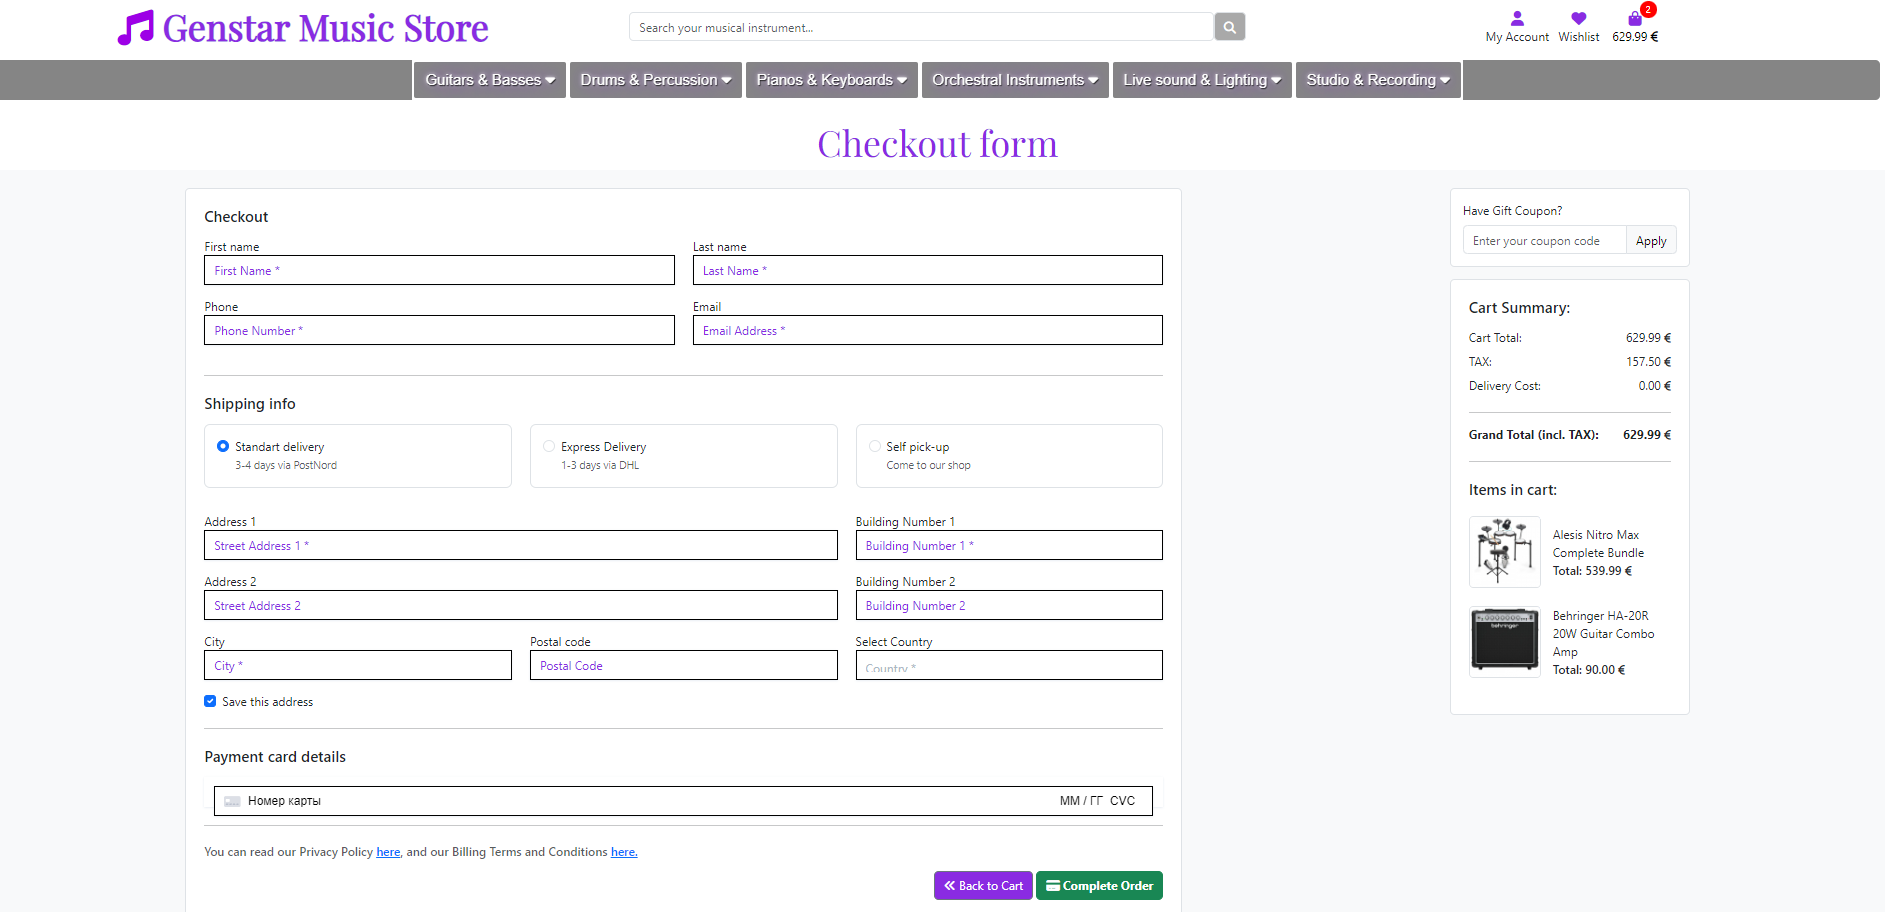 Genstar Music Store
Search your musical instrument...
2
My Account Wishlist 629.99 €
Guitars & Basses Drums & Percussion Pianos & Keyboards Orchestral Instruments Live sound & Lighting Studio & Recording
Checkout form
Checkout
First name Last name
First Name * Last Name *
Phone Email
Phone Number * Email Address *
Shipping info
Standart delivery
3-4 days via PostNord
Express Delivery
1-3 days via DHL
Self pick-up
Come to our shop
Address 1 Building Number 1
Street Address 1 * Building Number 1 *
Address 2 Building Number 2
Street Address 2 Building Number 2
City Postal code Select Country
City * Postal Code Country *
Save this address
Payment card details
Номер карты ММ / ГГ CVC
You can read our Privacy Policy here, and our Billing Terms and Conditions here.
Back to Cart Complete Order
Have Gift Coupon?
Enter your coupon code Apply
Cart Summary:
Cart Total: 629.99 €
TAX: 157.50 €
Delivery Cost: 0.00 €
Grand Total (incl. TAX): 629.99 €
Items in cart:
Alesis Nitro Max
Complete Bundle
Total: 539.99 €
behringer
Behringer HA-20R
20W Guitar Combo
Amp
Total: 90.00 €